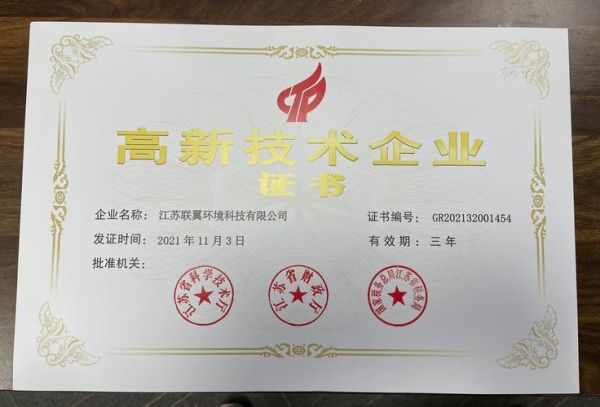 高新技术企业
证书
企业名称：江苏联翼环境科技有限公司
证书编号：GR202132001454
发证时间：2021年11月3日
有效期：三年
批准机关：
江苏省科学技术厅
江苏省财政厅
国家税务总局江苏省税务局